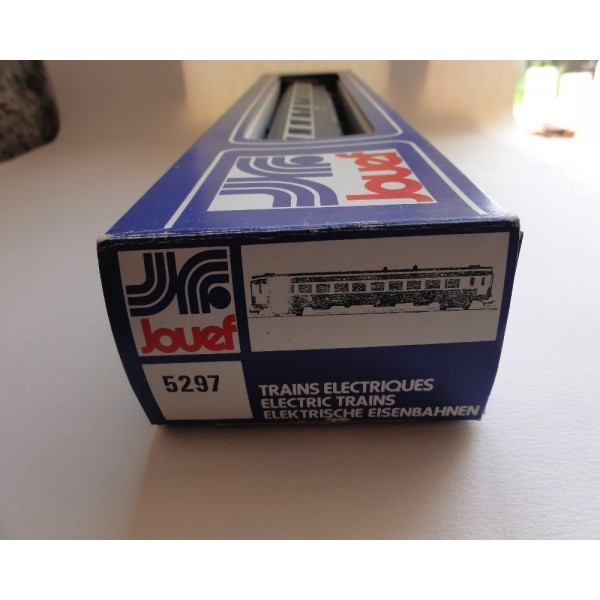 Jouef
Jouef
5297
TRAINS ELECTRIQUES
ELECTRIC TRAINS
ELEKTRISCHE EISENBAHNEN